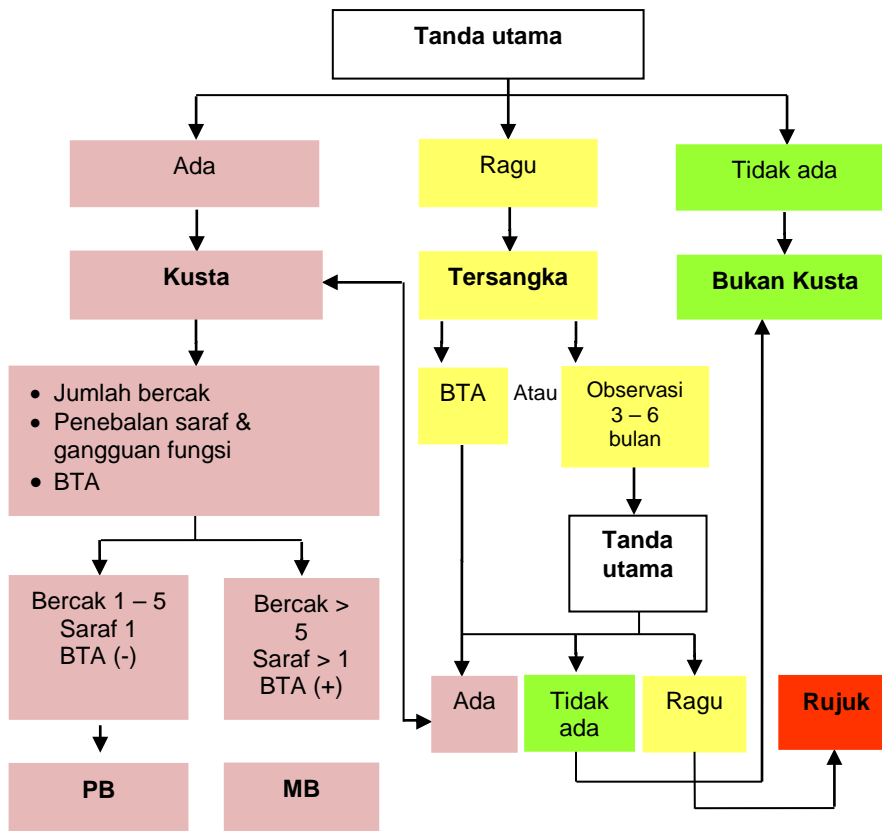 Tanda utama
Ada
Ragu
Tidak ada
Kusta
Tersangka
Bukan Kusta
• Jumlah bercak
• Penebalan saraf &
gangguan fungsi
• BTA
BTA
Atau
Observasi
3 – 6
bulan
Tanda
utama
Bercak 1 – 5
Saraf 1
BTA (-)
Bercak >
5
Saraf > 1
BTA (+)
Ada
Tidak
ada
Ragu
Rujuk
PB
MB